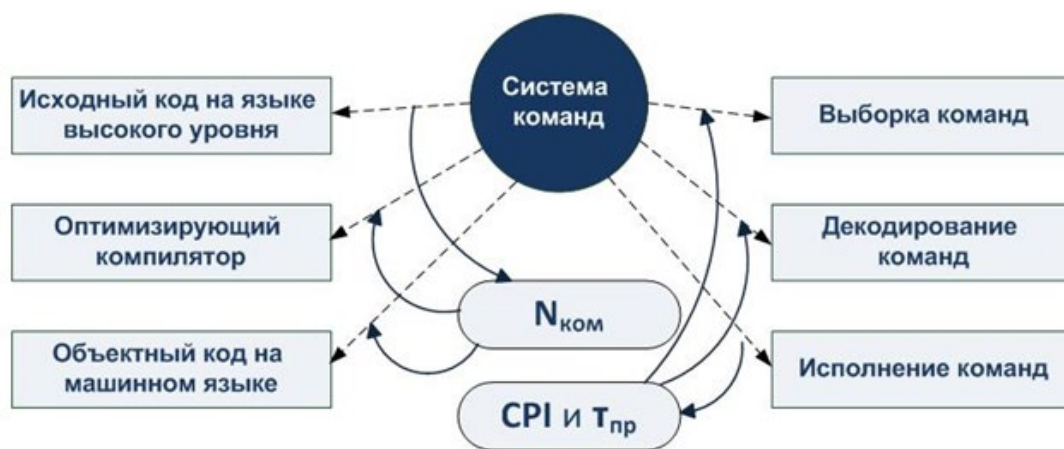 Система
команд
Исходный код на языке
высокого уровня
Оптимизирующий
компилятор
Объектный код на
машинном языке
Выборка команд
Декодирование
команд
Исполнение команд
Nком
CPI и τпр